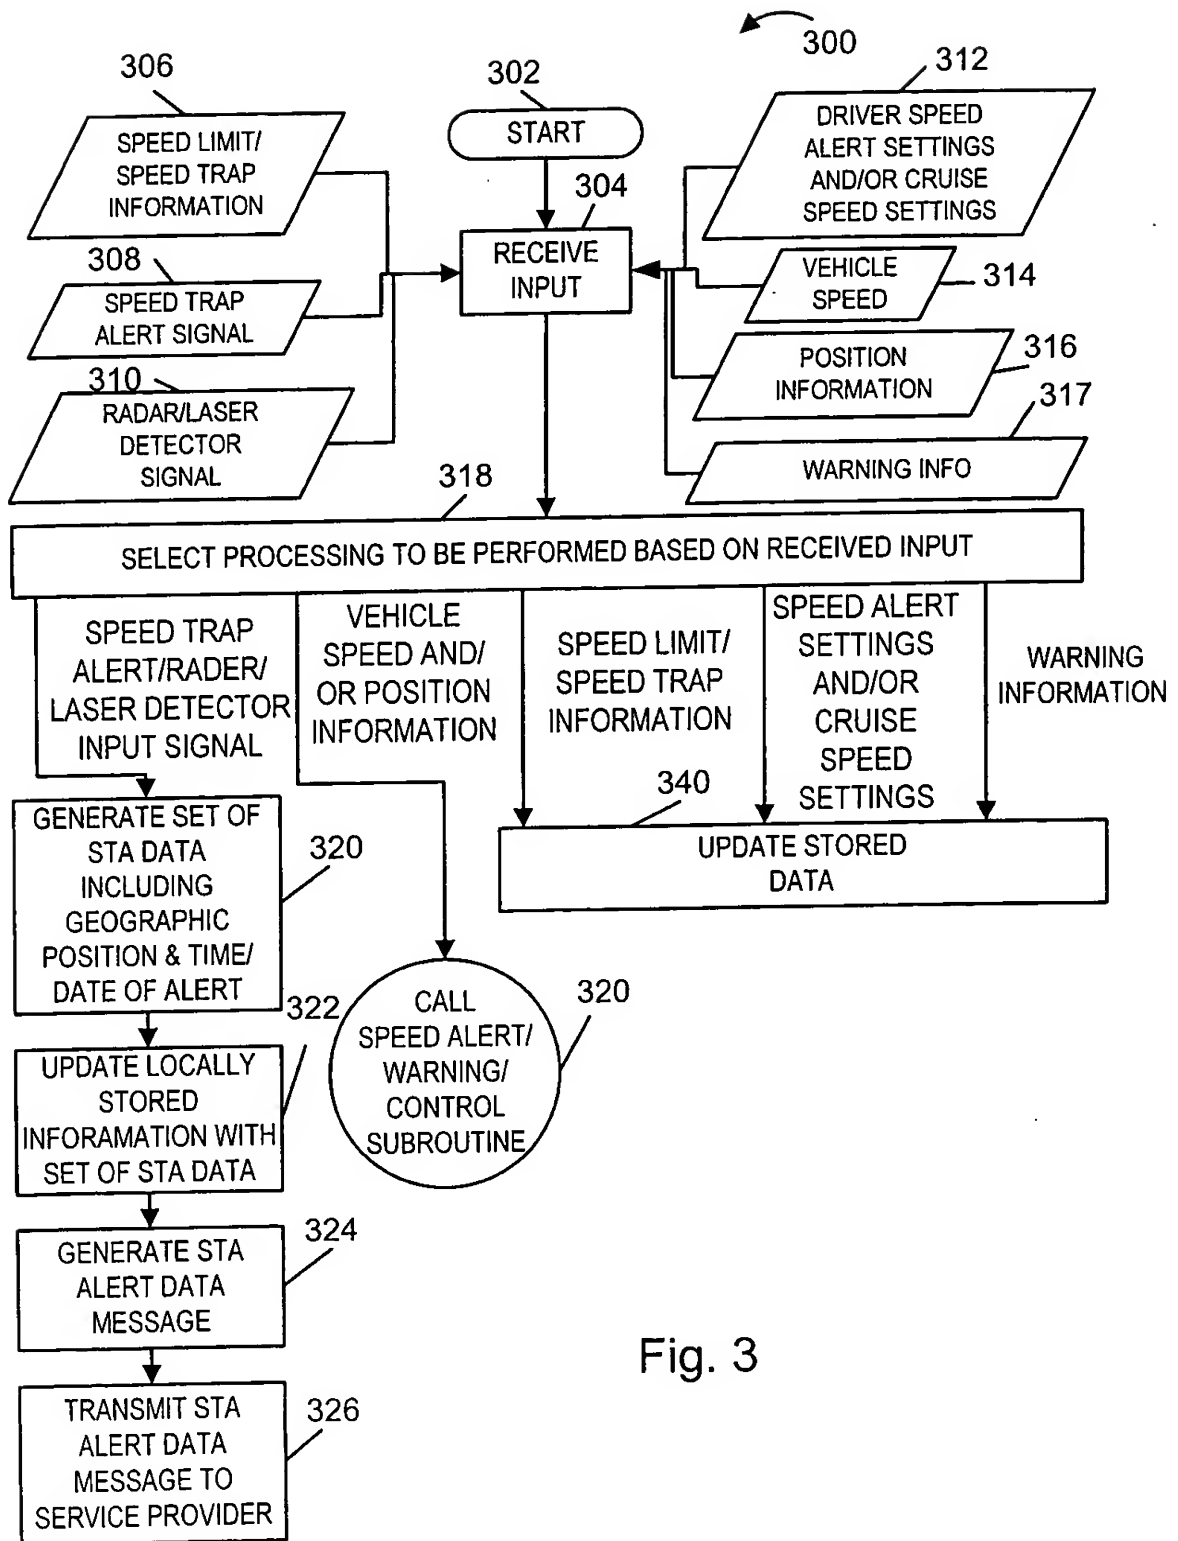 300
306
302
312
SPEED LIMIT/
SPEED TRAP
INFORMATION
START
DRIVER SPEED
ALERT SETTINGS
AND/OR CRUISE
SPEED SETTINGS
304
RECEIVE
INPUT
308
SPEED TRAP
ALERT SIGNAL
VEHICLE
SPEED
314
310
RADAR/LASER
DETECTOR
SIGNAL
POSITION
INFORMATION
316
317
WARNING INFO
318
SELECT PROCESSING TO BE PERFORMED BASED ON RECEIVED INPUT
SPEED TRAP
ALERT/RADER/
LASER DETECTOR
INPUT SIGNAL
VEHICLE
SPEED AND/
OR POSITION
INFORMATION
SPEED LIMIT/
SPEED TRAP
INFORMATION
SPEED ALERT
SETTINGS
AND/OR
CRUISE
SPEED
SETTINGS
WARNING
INFORMATION
340
UPDATE STORED
DATA
GENERATE SET OF
STA DATA
INCLUDING
GEOGRAPHIC
POSITION & TIME/
DATE OF ALERT
320
CALL
SPEED ALERT/
WARNING/
CONTROL
SUBROUTINE
320
322
UPDATE LOCALLY
STORED
INFORAMATION WITH
SET OF STA DATA
324
GENERATE STA
ALERT DATA
MESSAGE
326
TRANSMIT STA
ALERT DATA
MESSAGE TO
SERVICE PROVIDER
Fig. 3